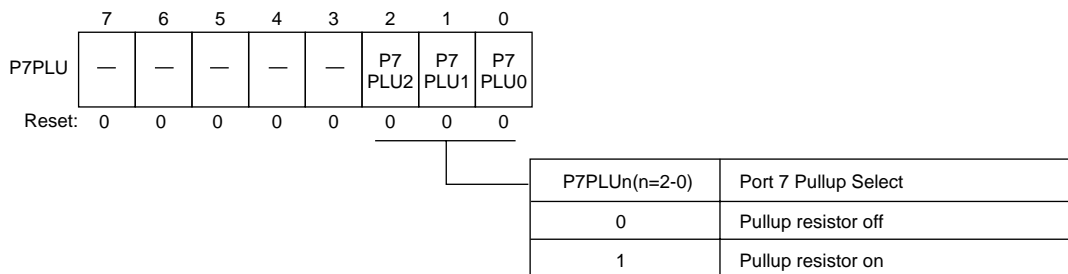 7 6 5 4 3 2 1 0
P7PLU — — — — — P7 PLU2 P7 PLU1 P7 PLU0
Reset: 0 0 0 0 0 0 0 0
P7PLUn(n=2-0) Port 7 Pullup Select
0 Pullup resistor off
1 Pullup resistor on